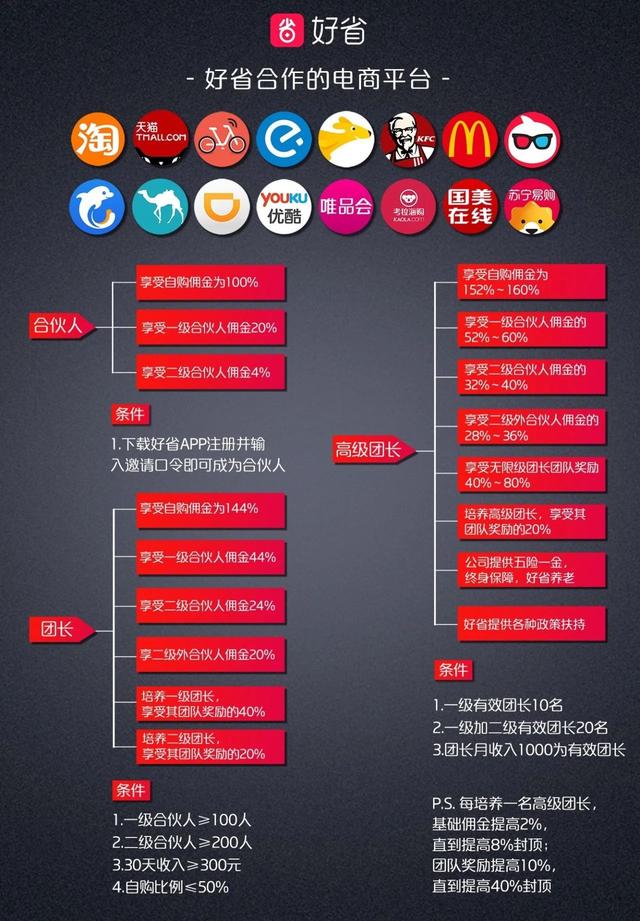 省 好省
- 好省合作的电商平台 -
淘
天猫
TMALL.COM
KFC
YOUKU
优酷
唯品会
考拉海购
KAOLA.COM
国美
在线
苏宁易购
合伙人
享受自购佣金为100%
享受一级合伙人佣金20%
享受二级合伙人佣金4%
条件
1.下载好省APP注册并输
入邀请口令即可成为合伙人
团长
享受自购佣金为144%
享受一级合伙人佣金44%
享受二级合伙人佣金24%
享二级外合伙人佣金20%
培养一级团长,
享受其团队奖励的40%
培养二级团长,
享受其团队奖励的20%
条件
1.一级合伙人≥100人
2.二级合伙人≥200人
3.30天收入≥300元
4.自购比例≤50%
高级团长
享受自购佣金为
152%~160%
享受一级合伙人佣金的
52%~60%
享受二级合伙人佣金的
32%~40%
享受二级外合伙人佣金的
28%~36%
享受无限级团长团队奖励
40%~80%
培养高级团长，享受其
团队奖励的20%
公司提供五险一金，
终身保障，好省养老
好省提供各种政策扶持
条件
1.一级有效团长10名
2.一级加二级有效团长20名
3.团长月收入1000为有效团长
P.S. 每培养一名高级团长，
基础佣金提高2%，
直到提高8%封顶；
团队奖励提高10%，
直到提高40%封顶